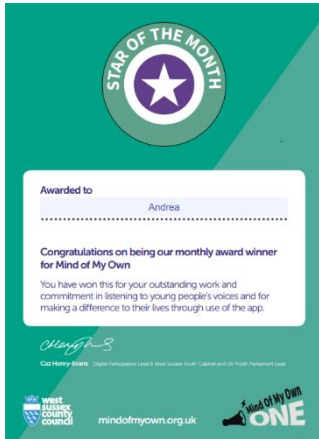 STAR OF THE MONTH
Awarded to
Andrea
Congratulations on being our monthly award winner
for Mind of My Own
You have won this for your outstanding work and
commitment in listening to young people's voices and for
making a difference to their lives through use of the app.
Caz Henry-Evans Digital Participation Lead & West Sussex Youth Cabinet and UK Youth Parliament Lead
west
sussex
county
council
mindofmyown.org.uk
Mind Of My Own
ONE